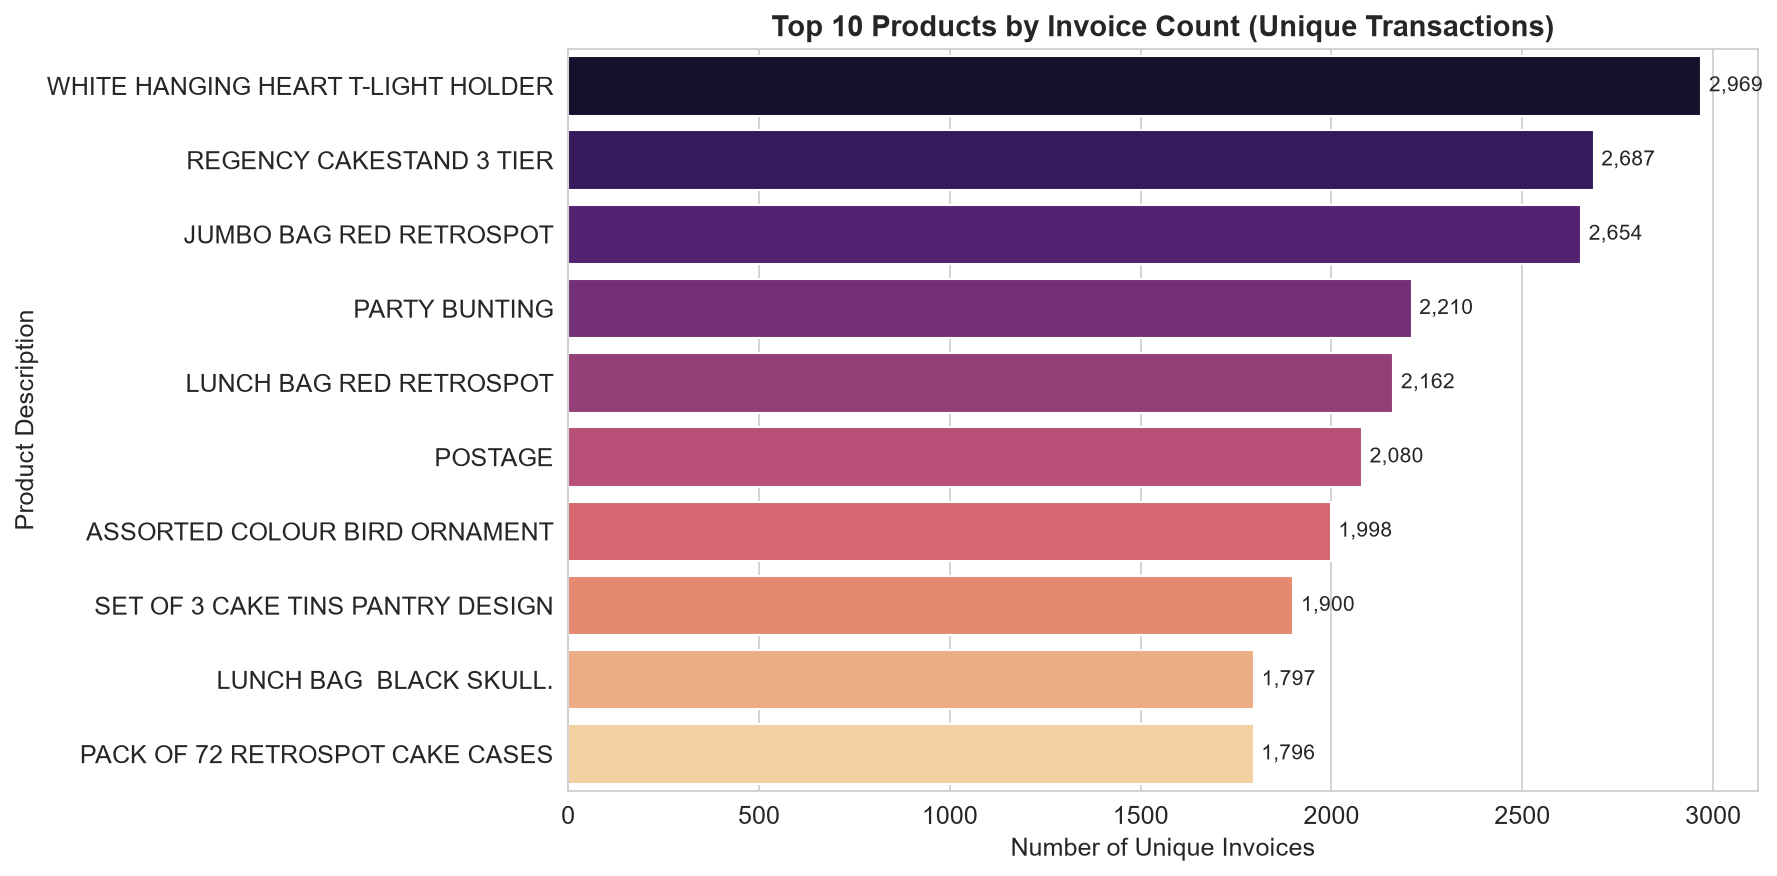 Top 10 Products by Invoice Count (Unique Transactions)
Product Description
WHITE HANGING HEART T-LIGHT HOLDER 2,969
REGENCY CAKESTAND 3 TIER 2,687
JUMBO BAG RED RETROSPOT 2,654
PARTY BUNTING 2,210
LUNCH BAG RED RETROSPOT 2,162
POSTAGE 2,080
ASSORTED COLOUR BIRD ORNAMENT 1,998
SET OF 3 CAKE TINS PANTRY DESIGN 1,900
LUNCH BAG  BLACK SKULL. 1,797
PACK OF 72 RETROSPOT CAKE CASES 1,796
0 500 1000 1500 2000 2500 3000
Number of Unique Invoices